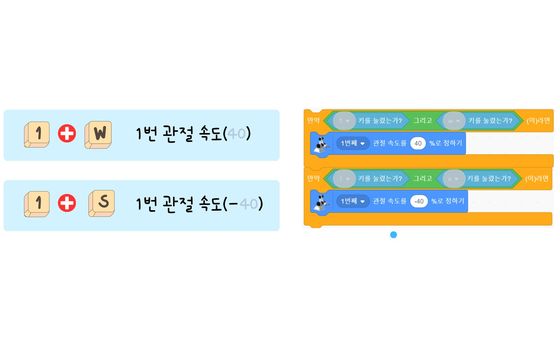 1 W 1번 관절 속도(40)
1 S 1번 관절 속도(-40)
만약 1 키를 눌렀는가? 그리고 키를 눌렀는가? (이)라면
1번째 관절 속도를 40 %로 정하기
만약 1 키를 눌렀는가? 그리고 키를 눌렀는가? (이)라면
1번째 관절 속도를 -40 %로 정하기